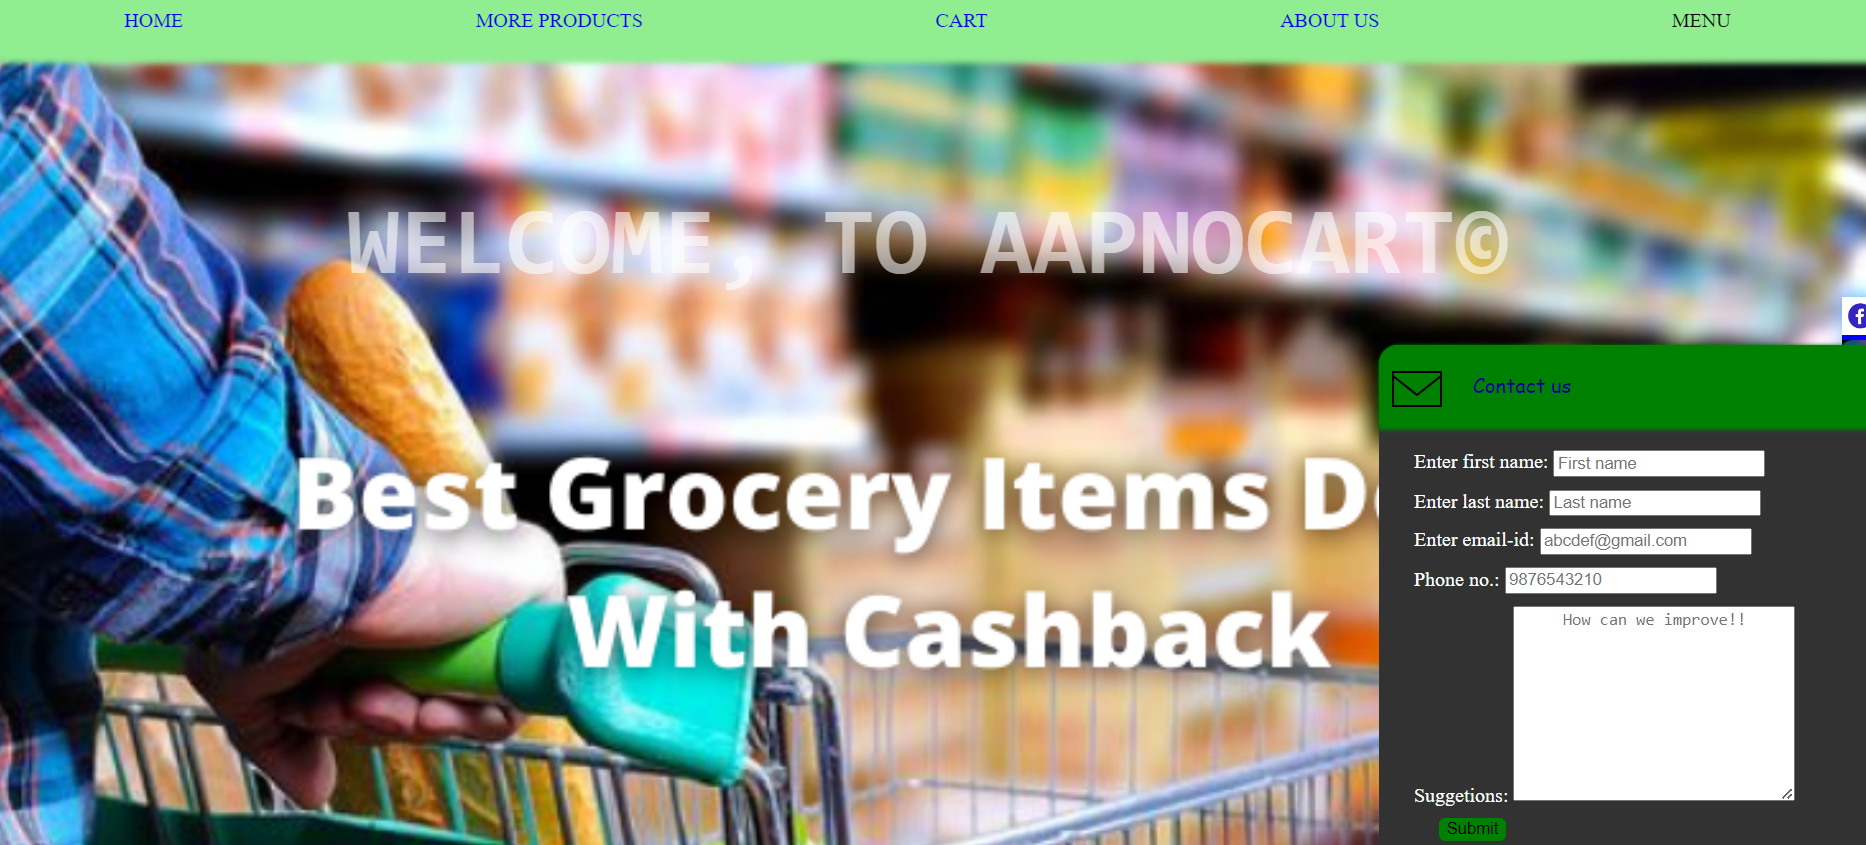 HOME MORE PRODUCTS CART ABOUT US MENU
WELCOME, TO AAPNOCART©
Best Grocery Items
With Cashback
Contact us
Enter first name: First name
Enter last name: Last name
Enter email-id: abcdef@gmail.com
Phone no.: 9876543210
How can we improve!!
Suggetions:
Submit